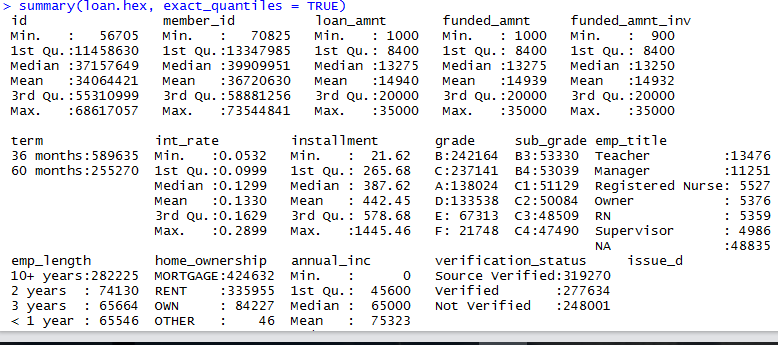 > summary(loan.hex, exact_quantiles = TRUE)
id                member_id         loan_amnt      funded_amnt    funded_amnt_inv
Min.   :   56705  Min.   :   70825  Min.   : 1000  Min.   : 1000  Min.   :  900
1st Qu.:11458630  1st Qu.:13347985  1st Qu.: 8400  1st Qu.: 8400  1st Qu.: 8400
Median :37157649  Median :39909951  Median :13275  Median :13275  Median :13250
Mean   :34064421  Mean   :36720630  Mean   :14940  Mean   :14939  Mean   :14932
3rd Qu.:55310999  3rd Qu.:58881256  3rd Qu.:20000  3rd Qu.:20000  3rd Qu.:20000
Max.   :68617057  Max.   :73544841  Max.   :35000  Max.   :35000  Max.   :35000
term              int_rate         installment       grade     sub_grade emp_title
36 months:589635  Min.   :0.0532   Min.   :  21.62   B:242164  B3:53330  Teacher         :13476
60 months:255270  1st Qu.:0.0999   1st Qu.: 265.68   C:237141  B4:53039  Manager         :11251
Median :0.1299   Median : 387.62   A:138024  C1:51129  Registered Nurse: 5527
Mean   :0.1330   Mean   : 442.45   D:133538  C2:50084  Owner           : 5376
3rd Qu.:0.1629   3rd Qu.: 578.68   E: 67313  C3:48509  RN              : 5359
Max.   :0.2899   Max.   :1445.46   F: 21748  C4:47490  Supervisor      : 4986
NA              :48835
emp_length        home_ownership   annual_inc        verification_status     issue_d
10+ years:282225  MORTGAGE:424632  Min.   :      0   Source Verified:319270
2 years  : 74130  RENT    :335955  1st Qu.:  45600   Verified       :277634
3 years  : 65664  OWN     : 84227  Median :  65000   Not Verified   :248001
< 1 year : 65546  OTHER   :    46  Mean   :  75323